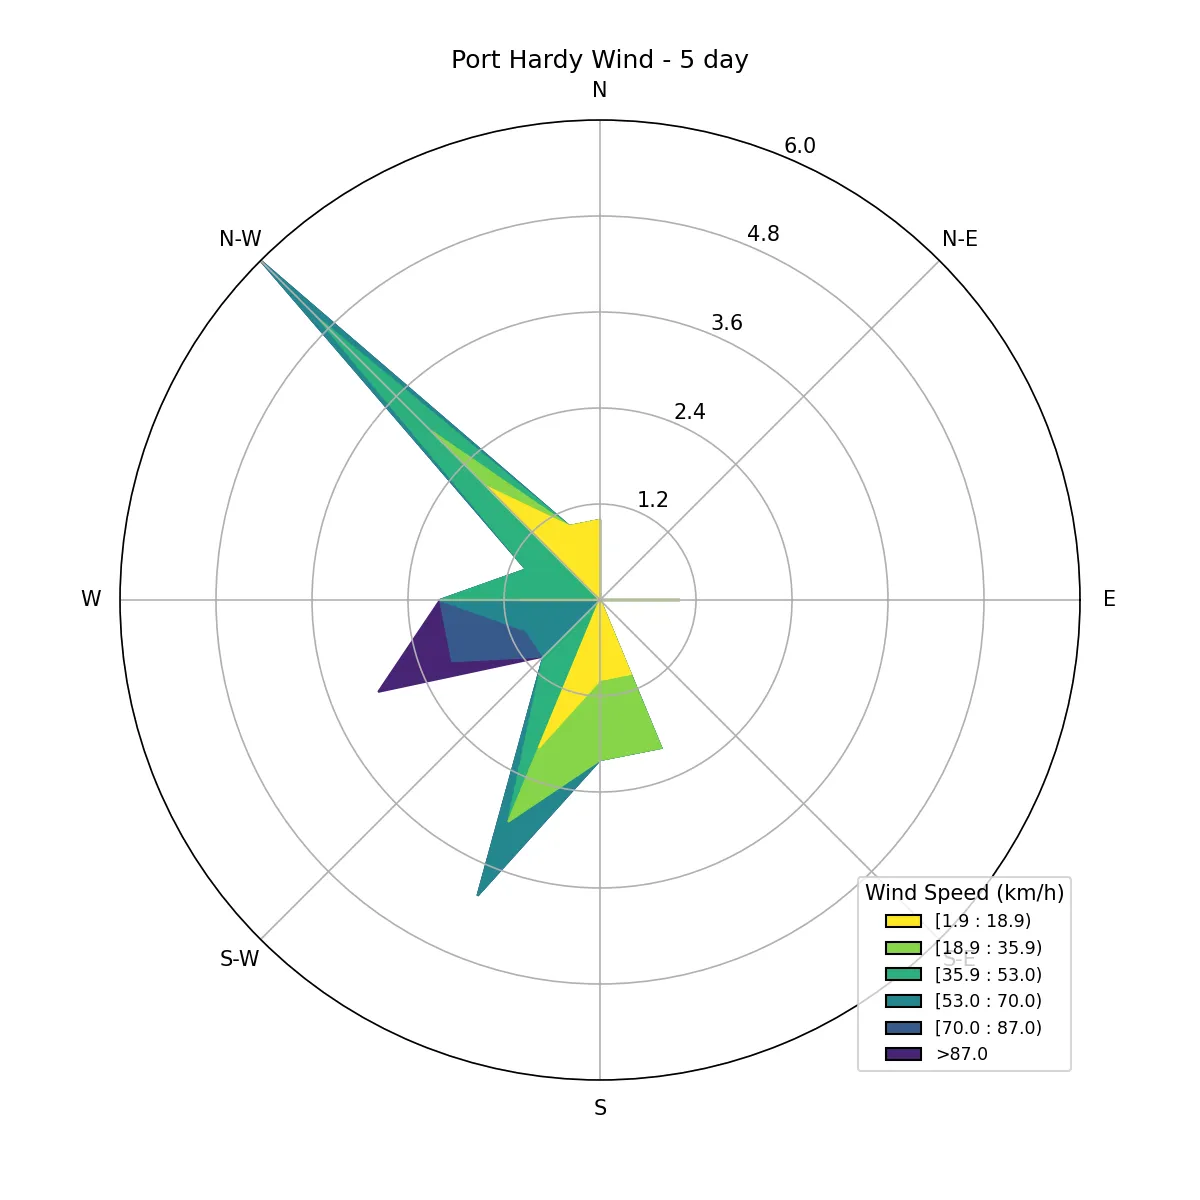 Port Hardy Wind - 5 day
N
6.0
N-W
N-E
4.8
3.6
2.4
1.2
W
E
S-W
S-E
S
Wind Speed (km/h)
[1.9 : 18.9)
[18.9 : 35.9)
[35.9 : 53.0)
[53.0 : 70.0)
[70.0 : 87.0)
>87.0